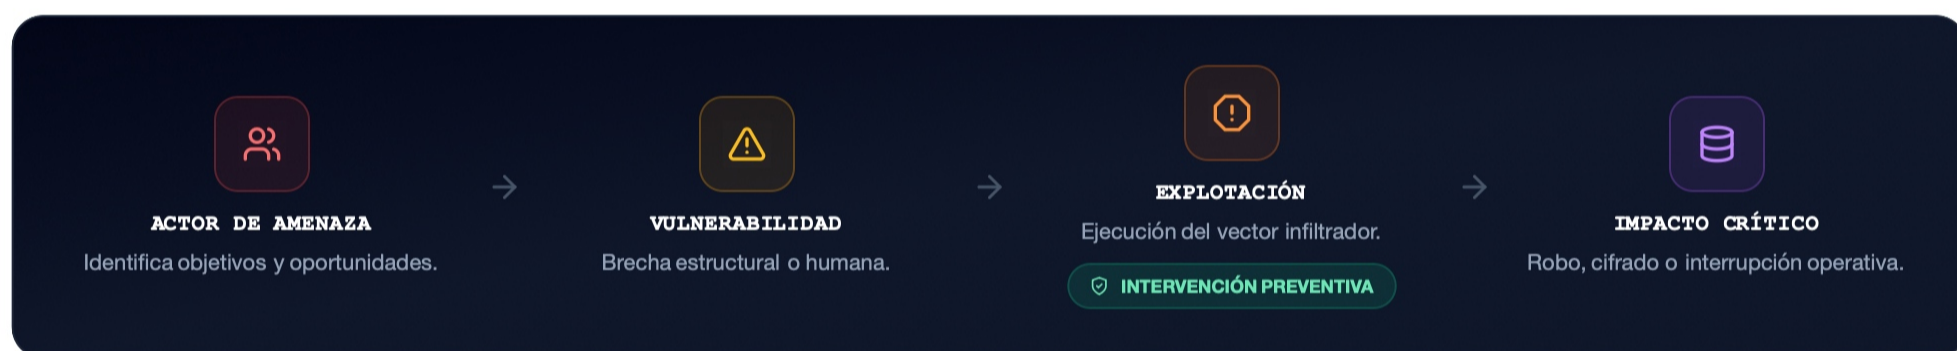 ACTOR DE AMENAZA
Identifica objetivos y oportunidades.
VULNERABILIDAD
Brecha estructural o humana.
EXPLOTACIÓN
Ejecución del vector infiltrador.
INTERVENCIÓN PREVENTIVA
IMPACTO CRÍTICO
Robo, cifrado o interrupción operativa.